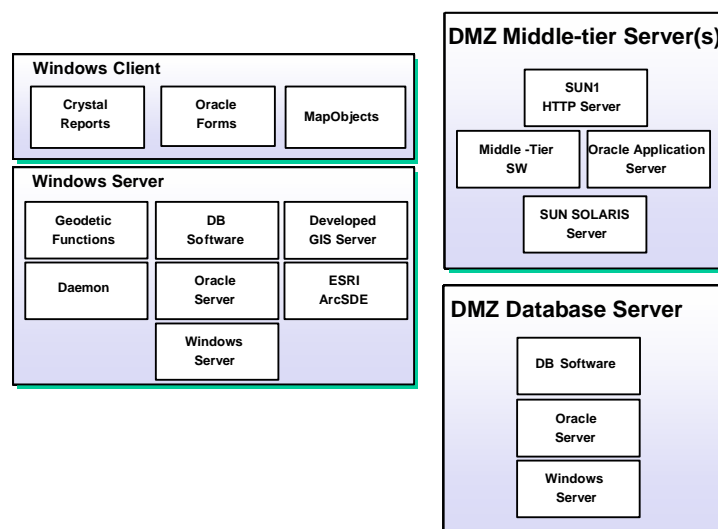 Windows Client
Crystal
Reports
Oracle
Forms
MapObjects
Windows Server
Geodetic
Functions
DB
Software
Developed
GIS Server
Daemon
Oracle
Server
ESRI
ArcSDE
Windows
Server
DMZ Middle-tier Server(s)
SUN1
HTTP Server
Middle -Tier
SW
Oracle Application
Server
SUN SOLARIS
Server
DMZ Database Server
DB Software
Oracle
Server
Windows
Server